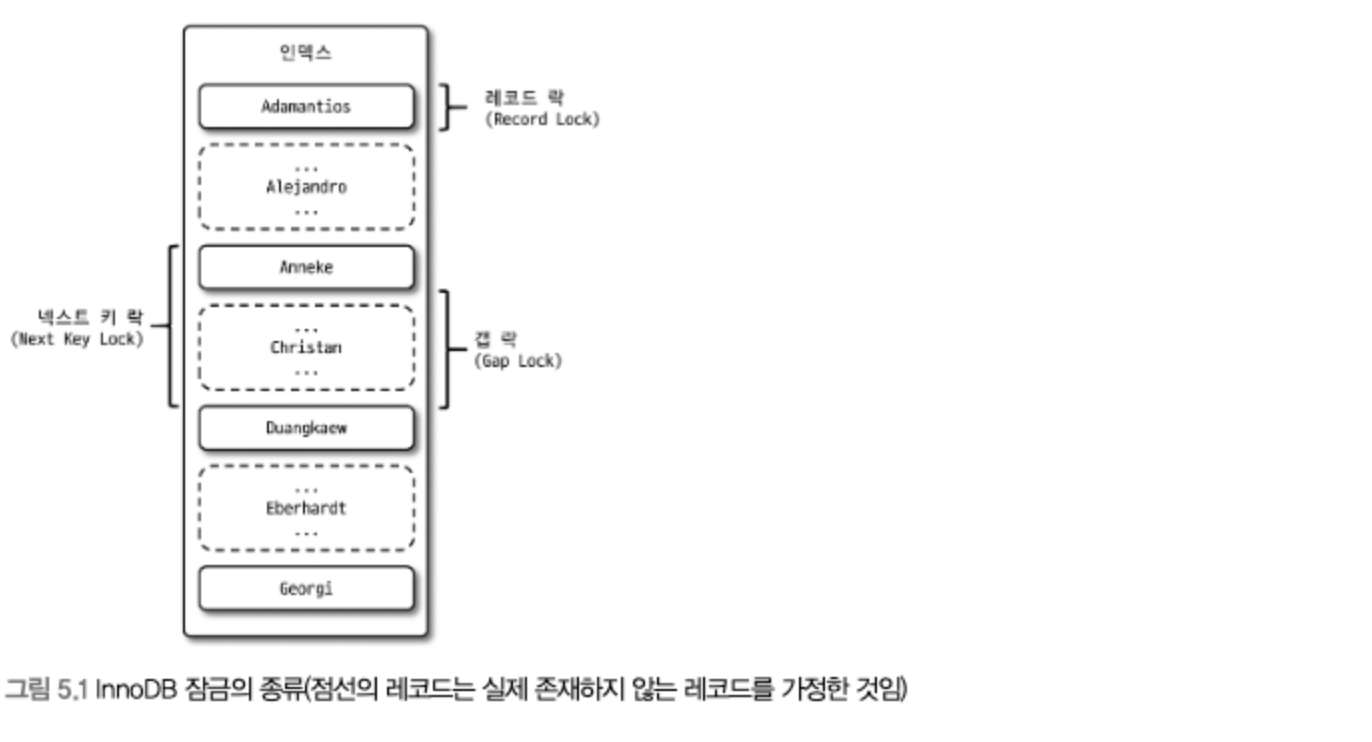 인덱스
Adamantios
레코드 락
(Record Lock)
...
Alejandro
...
Anneke
넥스트 키 락
(Next Key Lock)
...
Christan
...
갭 락
(Gap Lock)
Duangkaew
...
Eberhardt
...
Georgi
그림 5.1 InnoDB 잠금의 종류(점선의 레코드는 실제 존재하지 않는 레코드를 가정한 것임)